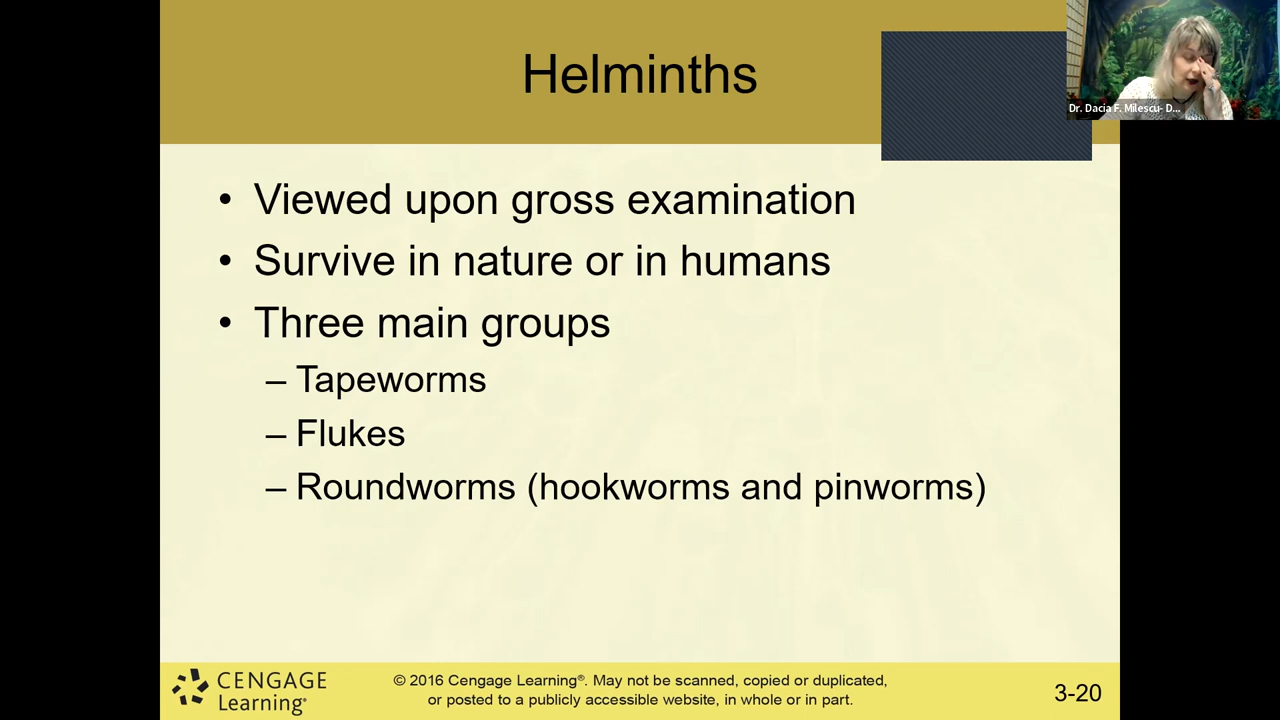 Helminths
Dr. Dacia F. Milescu- D...
• Viewed upon gross examination
• Survive in nature or in humans
• Three main groups
– Tapeworms
– Flukes
– Roundworms (hookworms and pinworms)
CENGAGE
Learning®
© 2016 Cengage Learning®. May not be scanned, copied or duplicated,
or posted to a publicly accessible website, in whole or in part.
3-20